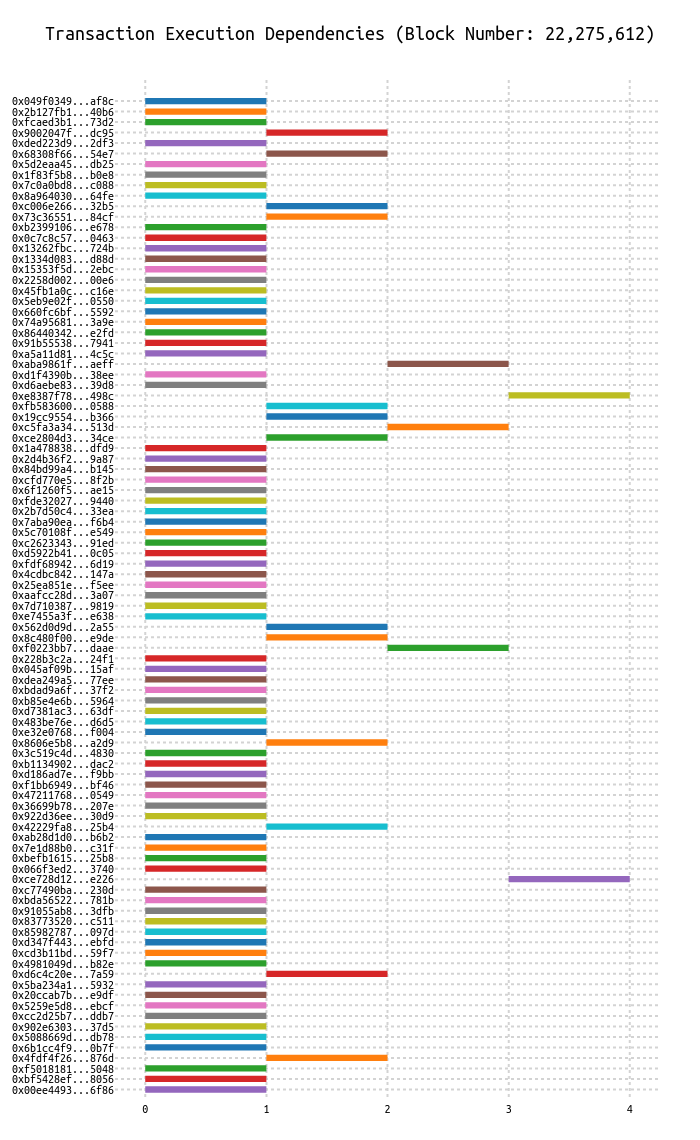 Transaction Execution Dependencies (Block Number: 22,275,612)
0x049f0349...af8c
0x2b127fb1...40b6
0xfcaed3b1...73d2
0x9002047f...dc95
0xded223d9...2df3
0x68308f66...54e7
0x5d2eaa45...db25
0x1f83f5b8...b0e8
0x7c0a0bd8...c088
0x8a964030...64fe
0xc006e266...32b5
0x73c36551...84cf
0xb2399106...e678
0x0c7c8c57...0463
0x13262fbc...724b
0x1334d083...d88d
0x15353f5d...2ebc
0x2258d002...00e6
0x45fb1a0c...c16e
0x5eb9e02f...0550
0x660fc6bf...5592
0x74a95681...3a9e
0x86440342...e2fd
0x91b55538...7941
0xa5a11d81...4c5c
0xaba9861f...aeff
0xd1f4390b...38ee
0xd6aebe83...39d8
0xe8387f78...498c
0xfb583600...0588
0x19cc9554...b366
0xc5fa3a34...513d
0xce2804d3...34ce
0x1a478838...dfd9
0x2d4b36f2...9a87
0x84bd99a4...b145
0xcfd770e5...8f2b
0x6f1260f5...ae15
0xfde32027...9440
0x2b7d50c4...33ea
0x7aba90ea...f6b4
0x5c70108f...e549
0xc2623343...91ed
0xd5922b41...0c05
0xfdf68942...6d19
0x4cdbc842...147a
0x25ea851e...f5ee
0xaafcc28d...3a07
0x7d710387...9819
0xe7455a3f...e638
0x562d0d9d...2a55
0x8c480f00...e9de
0xf0223bb7...daae
0x228b3c2a...24f1
0x045af09b...15af
0xdea249a5...77ee
0xbdad9a6f...37f2
0xb85e4e6b...5964
0xd7381ac3...63df
0x483be76e...d6d5
0xe32e0768...f004
0x8606e5b8...a2d9
0x3c519c4d...4830
0xb1134902...dac2
0xd186ad7e...f9bb
0xf1bb6949...bf46
0x47211768...0549
0x36699b78...207e
0x922d36ee...30d9
0x42229fa8...25b4
0xab28d1d0...b6b2
0x7e1d88b0...c31f
0xbefb1615...25b8
0x066f3ed2...3740
0xce728d12...e226
0xc77490ba...230d
0xbda56522...781b
0x91055ab8...3dfb
0x83773520...c511
0x85982787...097d
0xd347f443...ebfd
0xcd3b11bd...59f7
0x4981049d...b82e
0xd6c4c20e...7a59
0x5ba234a1...5932
0x20ccab7b...e9df
0x5259e5d8...ebcf
0xcc2d25b7...ddb7
0x902e6303...37d5
0x5088669d...db78
0x6b1cc4f9...0b7f
0x4fdf4f26...876d
0xf5018181...5048
0xbf5428ef...8056
0x00ee4493...6f86
0 1 2 3 4